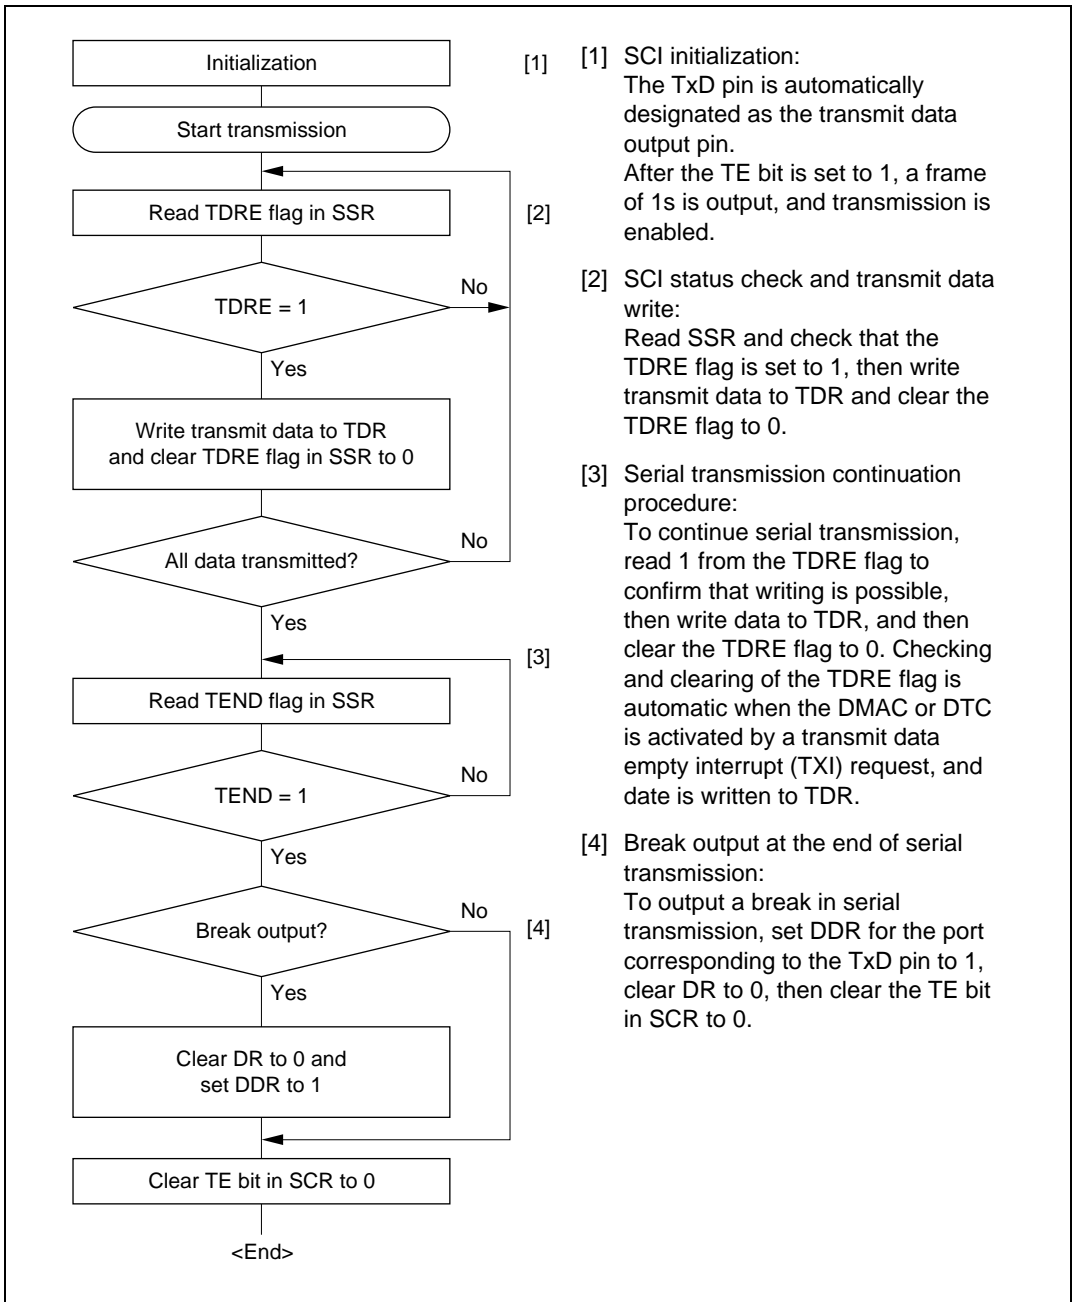 Initialization
[1]
Start transmission
Read TDRE flag in SSR
[2]
TDRE = 1
No
Yes
Write transmit data to TDR
and clear TDRE flag in SSR to 0
All data transmitted?
No
Yes
[3]
Read TEND flag in SSR
TEND = 1
No
Yes
Break output?
No
[4]
Yes
Clear DR to 0 and
set DDR to 1
Clear TE bit in SCR to 0
<End>
[1] SCI initialization:
The TxD pin is automatically
designated as the transmit data
output pin.
After the TE bit is set to 1, a frame
of 1s is output, and transmission is
enabled.
[2] SCI status check and transmit data
write:
Read SSR and check that the
TDRE flag is set to 1, then write
transmit data to TDR and clear the
TDRE flag to 0.
[3] Serial transmission continuation
procedure:
To continue serial transmission,
read 1 from the TDRE flag to
confirm that writing is possible,
then write data to TDR, and then
clear the TDRE flag to 0. Checking
and clearing of the TDRE flag is
automatic when the DMAC or DTC
is activated by a transmit data
empty interrupt (TXI) request, and
date is written to TDR.
[4] Break output at the end of serial
transmission:
To output a break in serial
transmission, set DDR for the port
corresponding to the TxD pin to 1,
clear DR to 0, then clear the TE bit
in SCR to 0.